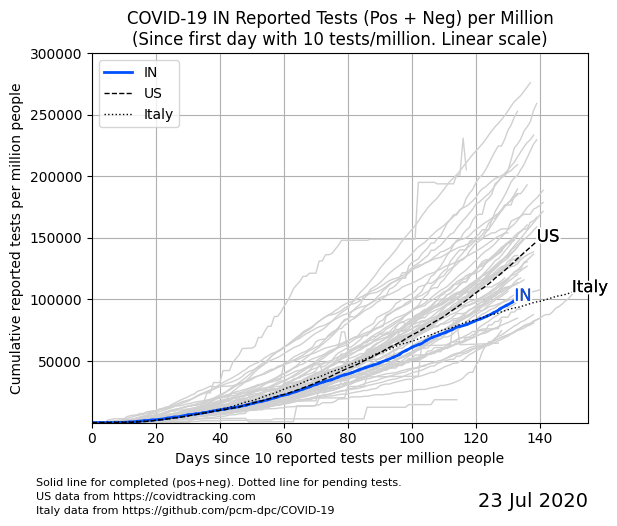 COVID-19 IN Reported Tests (Pos + Neg) per Million
(Since first day with 10 tests/million. Linear scale)
300000
250000
200000
150000
100000
50000
Cumulative reported tests per million people
IN
US
Italy
US
Italy
IN
0 20 40 60 80 100 120 140
Days since 10 reported tests per million people
Solid line for completed (pos+neg). Dotted line for pending tests.
US data from https://covidtracking.com
Italy data from https://github.com/pcm-dpc/COVID-19
23 Jul 2020